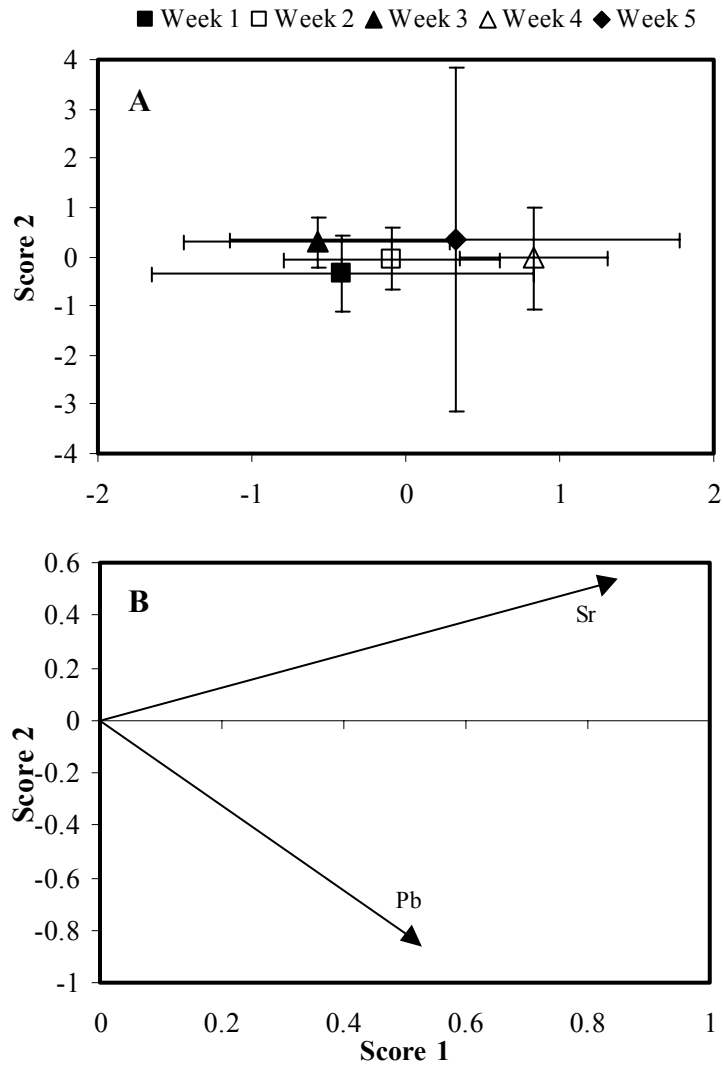 ■ Week 1 □ Week 2 ▲ Week 3 △ Week 4 ◆ Week 5
A
4
3
2
1
0
-1
-2
-3
-4
Score 2
-2 -1 0 1 2
B
0.6
0.4
0.2
0
-0.2
-0.4
-0.6
-0.8
-1
Score 2
Sr
Pb
0 0.2 0.4 0.6 0.8 1
Score 1